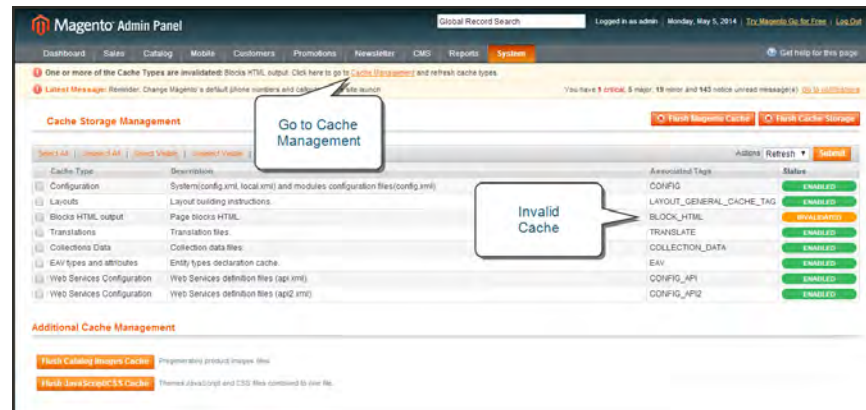 Magento Admin Panel
Global Record Search
Logged in as admin | Monday, May 5, 2014 | Try Magento Go for Free | Log Out
Dashboard Sales Catalog Mobile Customers Promotions Newsletter CMS Reports System
Get help for this page
One or more of the Cache Types are invalidated: Blocks HTML output. Click here to go to Cache Management and refresh cache types.
Latest Message: Reminder: Change Magento's default phone numbers and site launch
You have 1 critical, 5 major, 19 minor and 143 notice unread message(s). Go to notifications
Cache Storage Management
Flush Magento Cache
Flush Cache Storage
Go to Cache
Management
Select All | Unselect All | Select Visible | Unselect Visible |
Actions Refresh Submit
Cache Type Description Associated Tags Status
Configuration System(config.xml, local.xml) and modules configuration files(config.xml) CONFIG ENABLED
Layouts Layout building instructions. LAYOUT_GENERAL_CACHE_TAG ENABLED
Blocks HTML output Page blocks HTML. BLOCK_HTML INVALIDATED
Invalid
Cache
Translations Translation files. TRANSLATE ENABLED
Collections Data Collection data files. COLLECTION_DATA ENABLED
EAV types and attributes Entity types declaration cache. EAV ENABLED
Web Services Configuration Web Services definition files (api.xml). CONFIG_API ENABLED
Web Services Configuration Web Services definition files (api2.xml). CONFIG_API2 ENABLED
Additional Cache Management
Flush Catalog Images Cache Pregenerated product images files.
Flush JavaScript/CSS Cache Themes JavaScript and CSS files combined to one file.